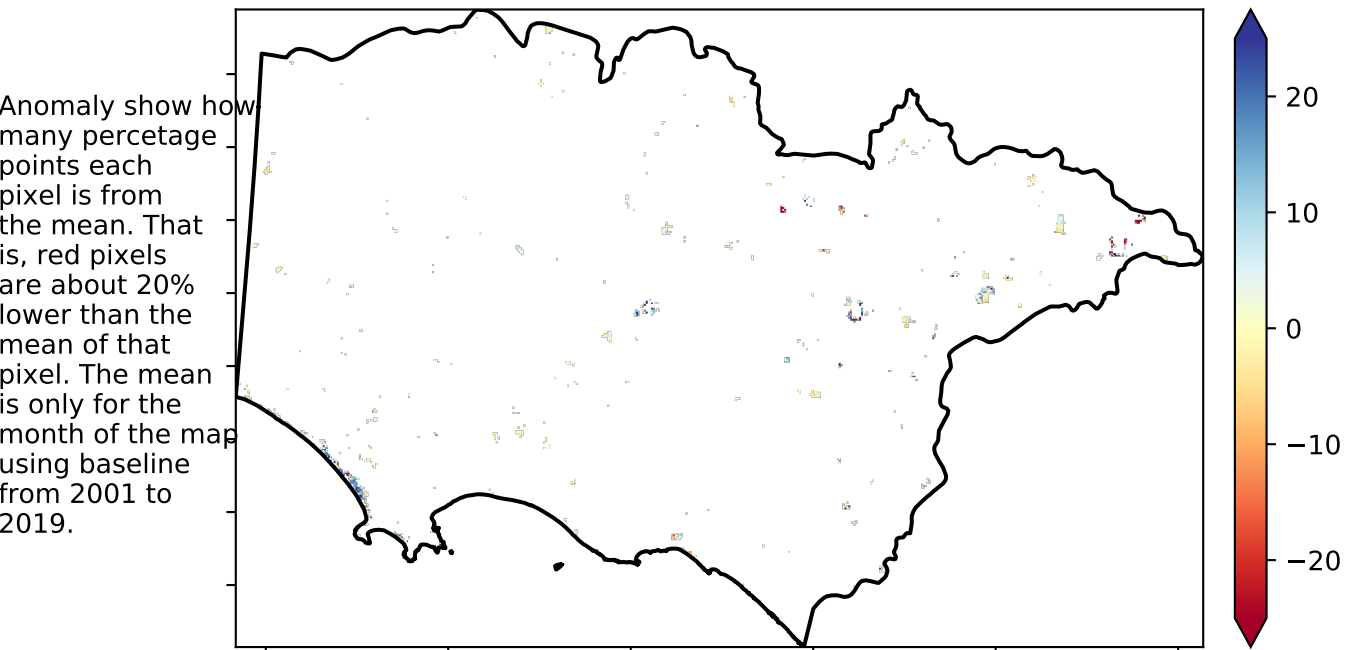 Anomaly show how
many percetage
points each
pixel is from
the mean. That
is, red pixels
are about 20%
lower than the
mean of that
pixel. The mean
is only for the
month of the map
using baseline
from 2001 to
2019.
20
10
0
−10
−20